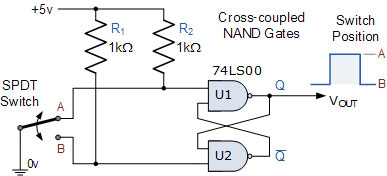 +5v
Cross-coupled
NAND Gates
Switch
Position
R1
1kΩ
R2
1kΩ
74LS00
A
B
SPDT
Switch
A
B
U1
Q
VOUT
U2
Q̅
0v